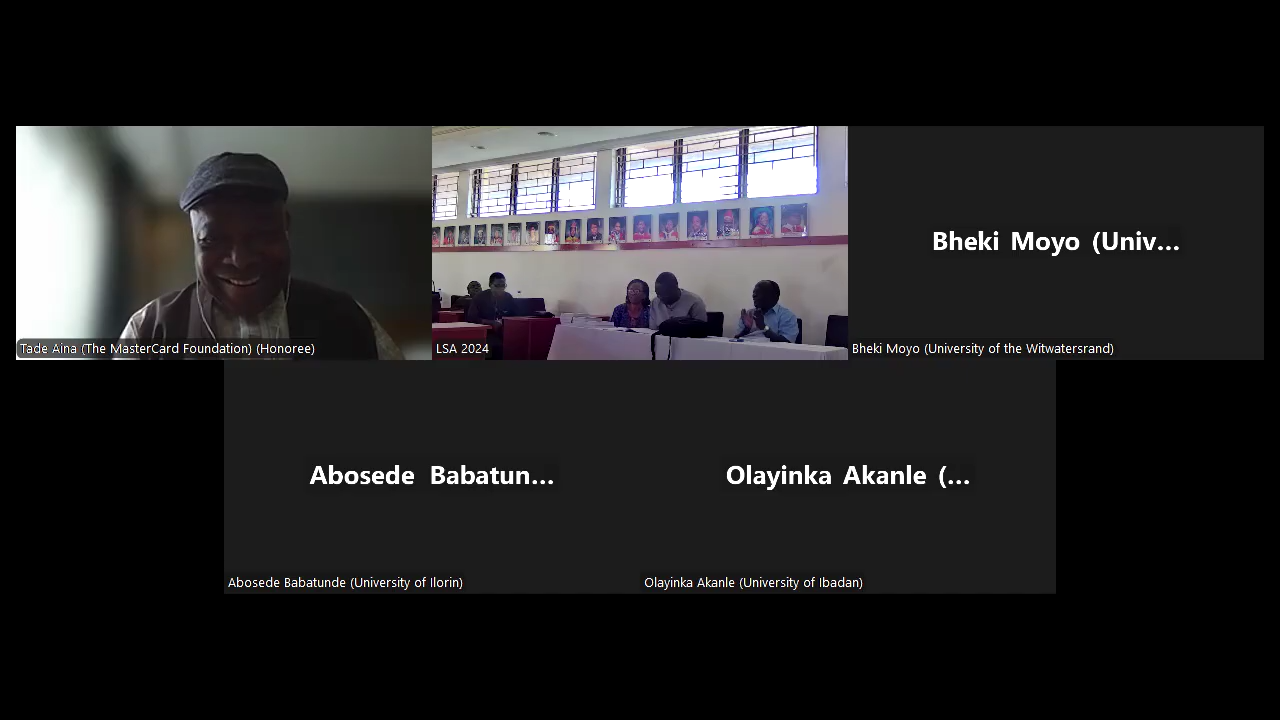 Tade Aina (The MasterCard Foundation) (Honoree)
LSA 2024
Bheki Moyo (Univ...
Bheki Moyo (University of the Witwatersrand)
Abosede Babatun...
Abosede Babatunde (University of Ilorin)
Olayinka Akanle (...
Olayinka Akanle (University of Ibadan)